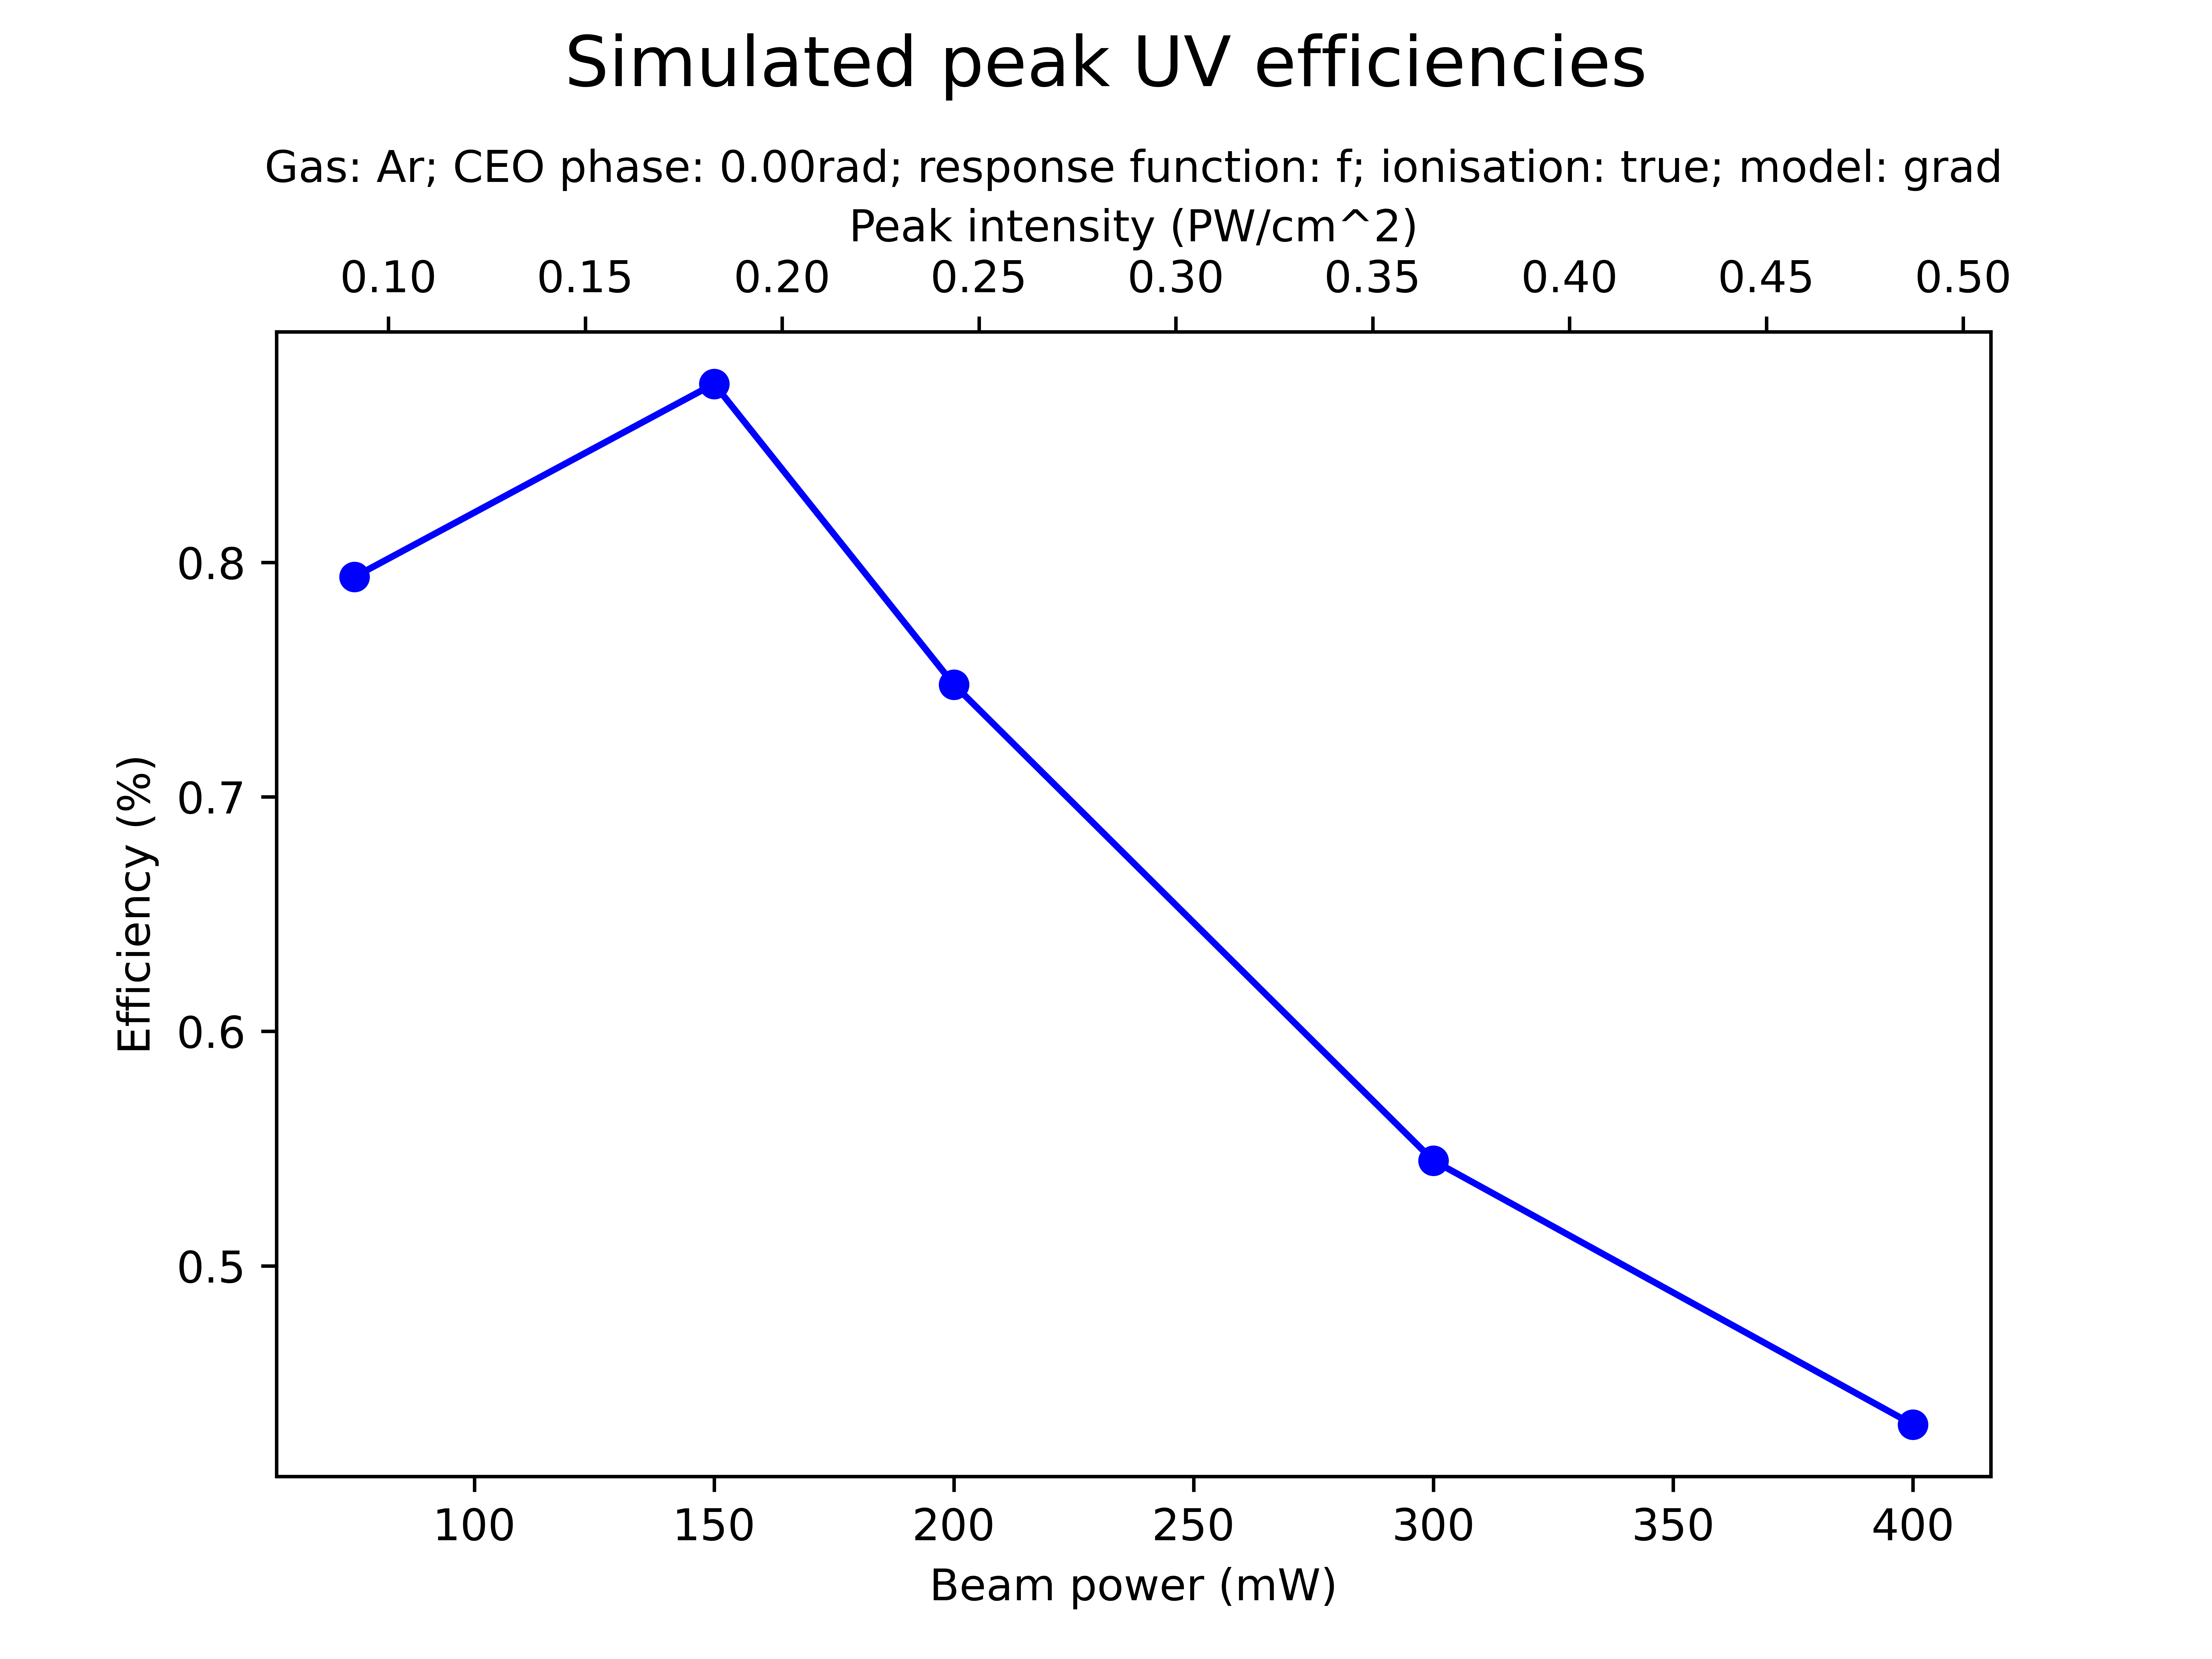 Simulated peak UV efficiencies
Gas: Ar; CEO phase: 0.00rad; response function: f; ionisation: true; model: grad
Peak intensity (PW/cm^2)
0.10 0.15 0.20 0.25 0.30 0.35 0.40 0.45 0.50
Efficiency (%)
0.8
0.7
0.6
0.5
100 150 200 250 300 350 400
Beam power (mW)